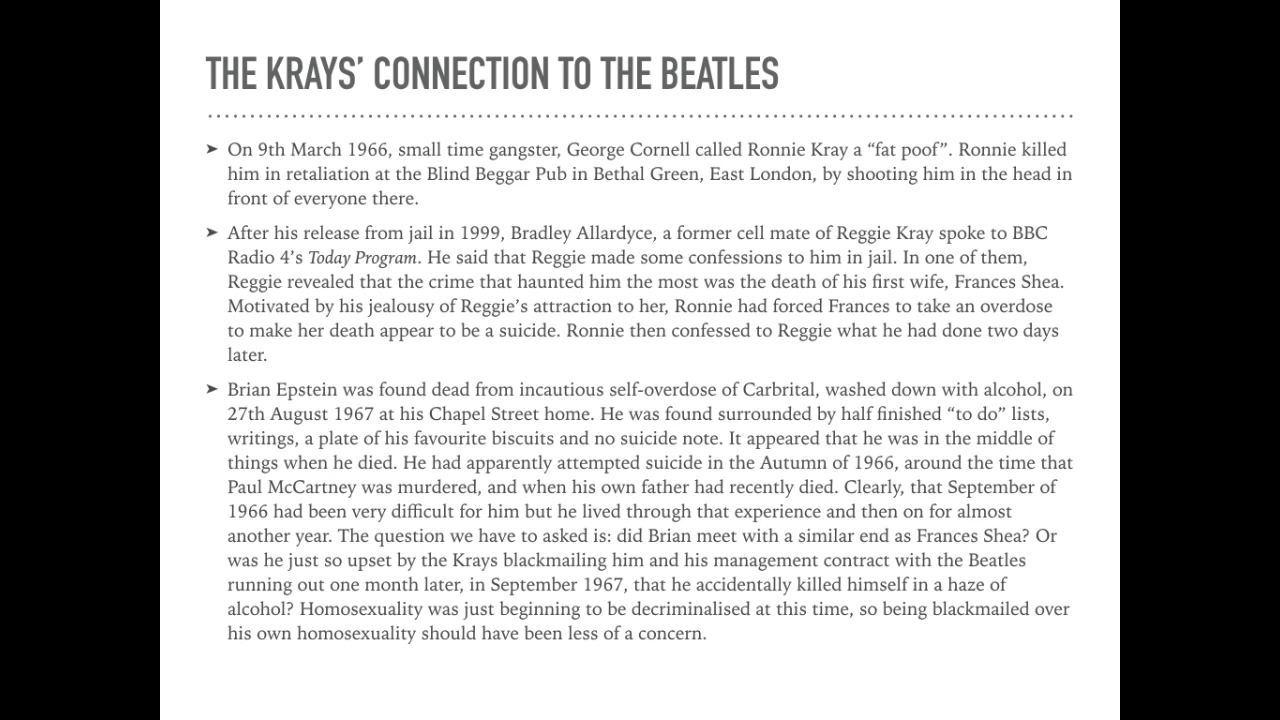 THE KRAYS’ CONNECTION TO THE BEATLES
➤ On 9th March 1966, small time gangster, George Cornell called Ronnie Kray a “fat poof”. Ronnie killed
him in retaliation at the Blind Beggar Pub in Bethal Green, East London, by shooting him in the head in
front of everyone there.
➤ After his release from jail in 1999, Bradley Allardyce, a former cell mate of Reggie Kray spoke to BBC
Radio 4’s Today Program. He said that Reggie made some confessions to him in jail. In one of them,
Reggie revealed that the crime that haunted him the most was the death of his first wife, Frances Shea.
Motivated by his jealousy of Reggie’s attraction to her, Ronnie had forced Frances to take an overdose
to make her death appear to be a suicide. Ronnie then confessed to Reggie what he had done two days
later.
➤ Brian Epstein was found dead from incautious self-overdose of Carbrital, washed down with alcohol, on
27th August 1967 at his Chapel Street home. He was found surrounded by half finished “to do” lists,
writings, a plate of his favourite biscuits and no suicide note. It appeared that he was in the middle of
things when he died. He had apparently attempted suicide in the Autumn of 1966, around the time that
Paul McCartney was murdered, and when his own father had recently died. Clearly, that September of
1966 had been very difficult for him but he lived through that experience and then on for almost
another year. The question we have to asked is: did Brian meet with a similar end as Frances Shea? Or
was he just so upset by the Krays blackmailing him and his management contract with the Beatles
running out one month later, in September 1967, that he accidentally killed himself in a haze of
alcohol? Homosexuality was just beginning to be decriminalised at this time, so being blackmailed over
his own homosexuality should have been less of a concern.